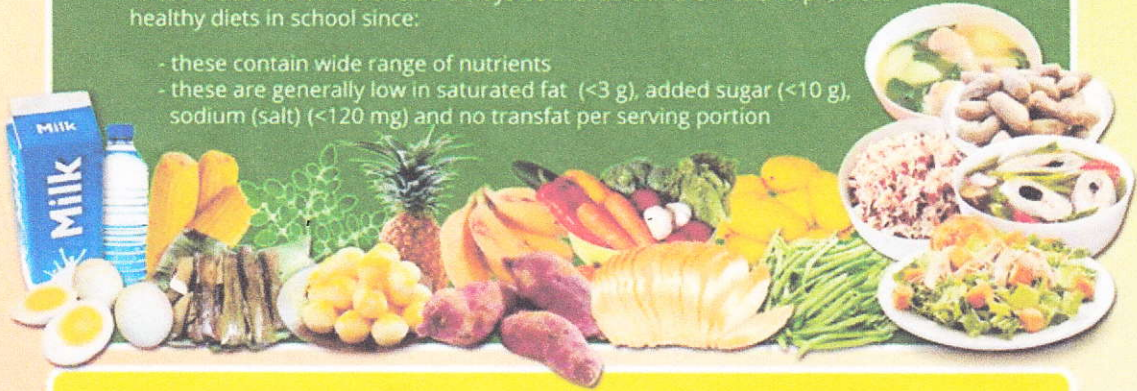 healthy diets in school since:
- these contain wide range of nutrients
- these are generally low in saturated fat (<3 g), added sugar (<10 g),
sodium (salt) (<120 mg) and no transfat per serving portion
Milk
Milk